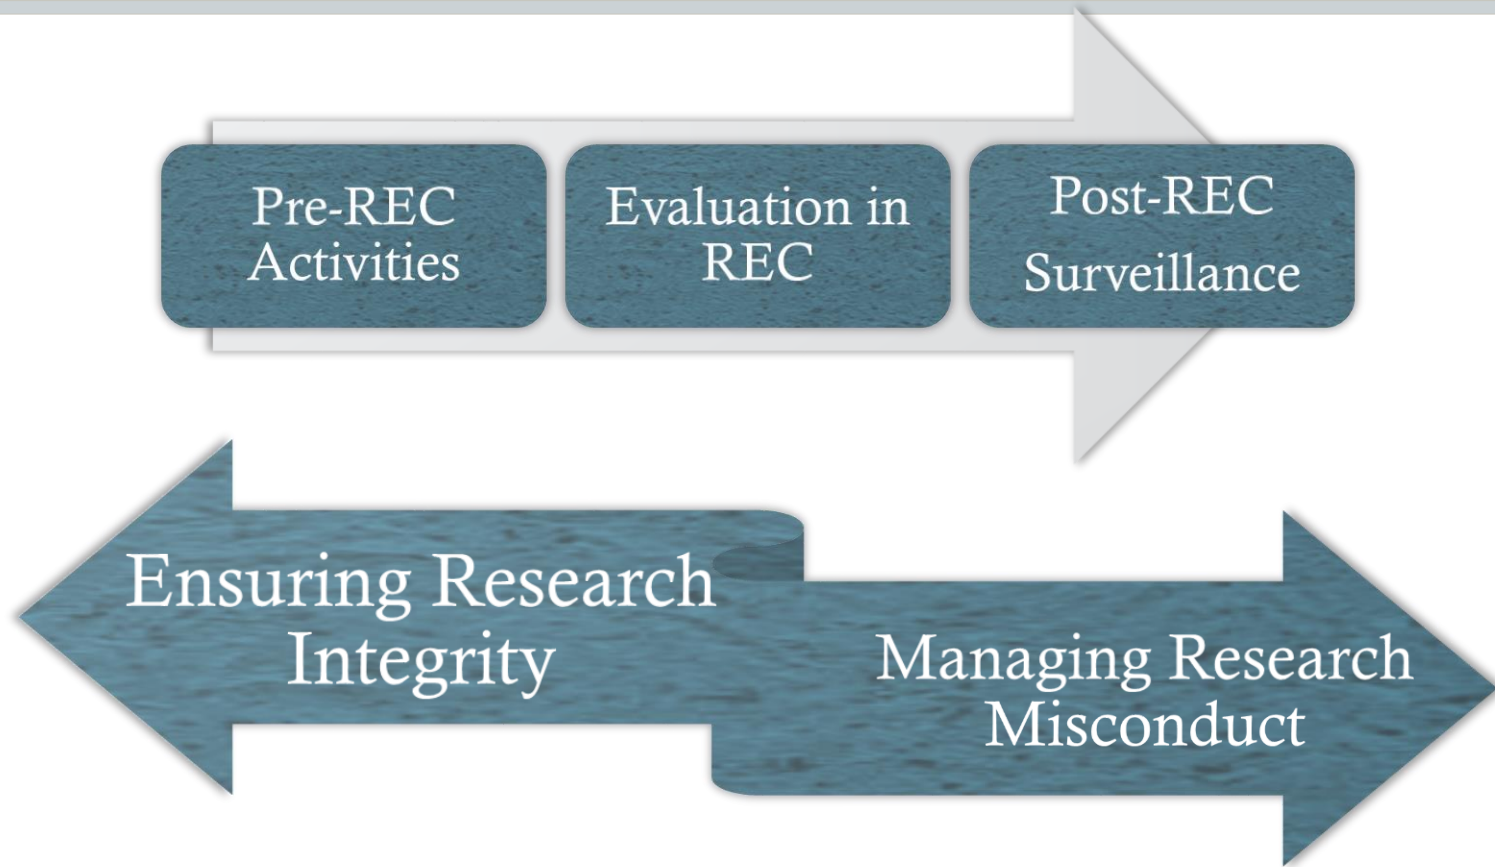 Pre-REC
Activities
Evaluation in
REC
Post-REC
Surveillance
Ensuring Research
Integrity
Managing Research
Misconduct